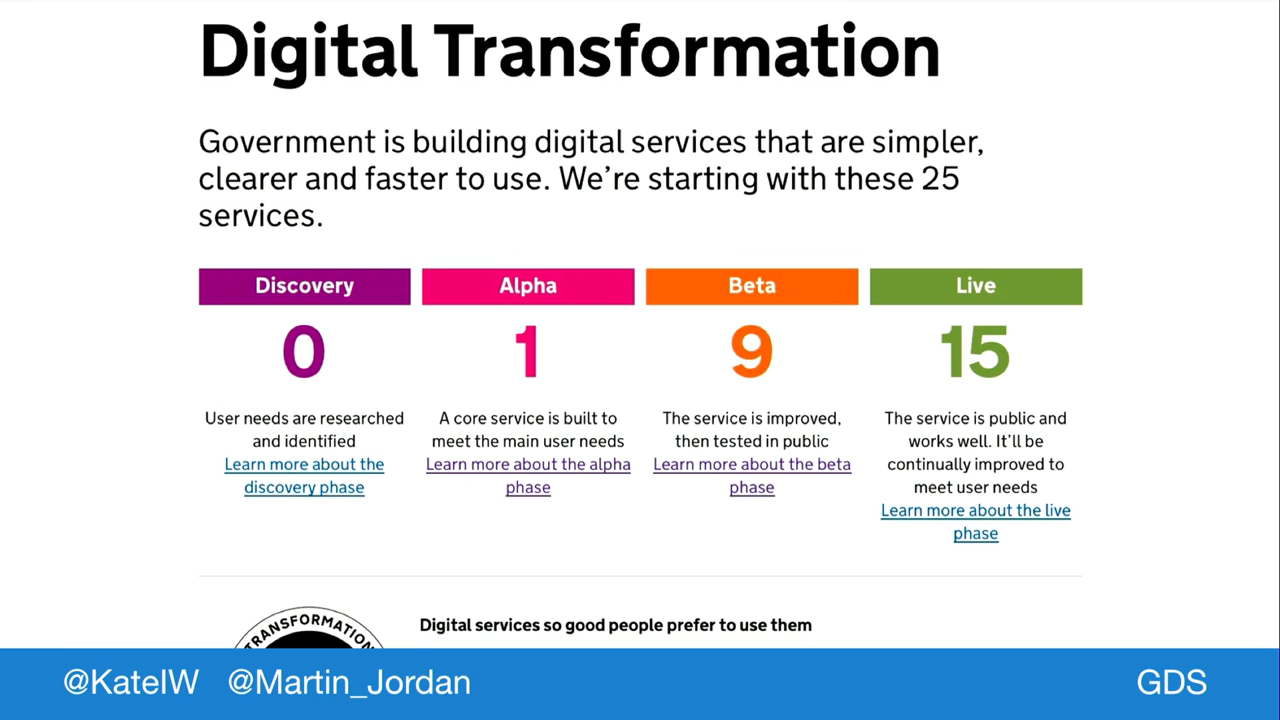 Digital Transformation
Government is building digital services that are simpler,
clearer and faster to use. We’re starting with these 25
services.
Discovery
0
User needs are researched
and identified
Learn more about the
discovery phase
Alpha
1
A core service is built to
meet the main user needs
Learn more about the alpha
phase
Beta
9
The service is improved,
then tested in public
Learn more about the beta
phase
Live
15
The service is public and
works well. It’ll be
continually improved to
meet user needs
Learn more about the live
phase
TRANSFORMATION
Digital services so good people prefer to use them
@KateIW @Martin_Jordan
GDS